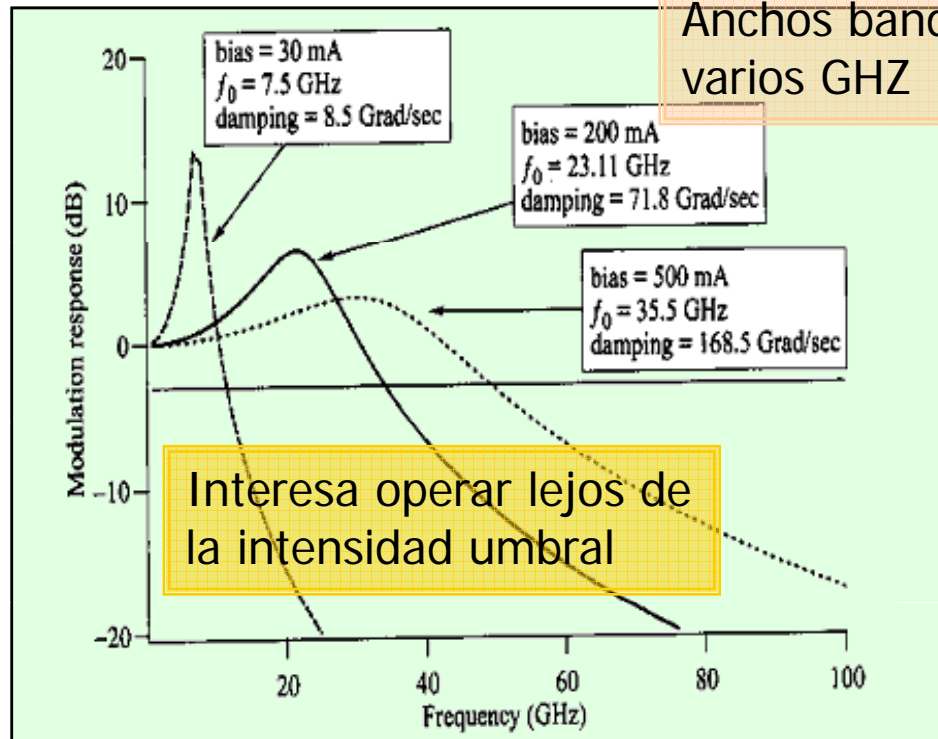 Anchos
varios GHZ
bias = 30 mA
f₀ = 7.5 GHz
damping = 8.5 Grad/sec
bias = 200 mA
f₀ = 23.11 GHz
damping = 71.8 Grad/sec
bias = 500 mA
f₀ = 35.5 GHz
damping = 168.5 Grad/sec
Modulation response (dB)
20
10
0
-10
-20
Interesa operar lejos de
la intensidad umbral
20 40 60 80 100
Frequency (GHz)